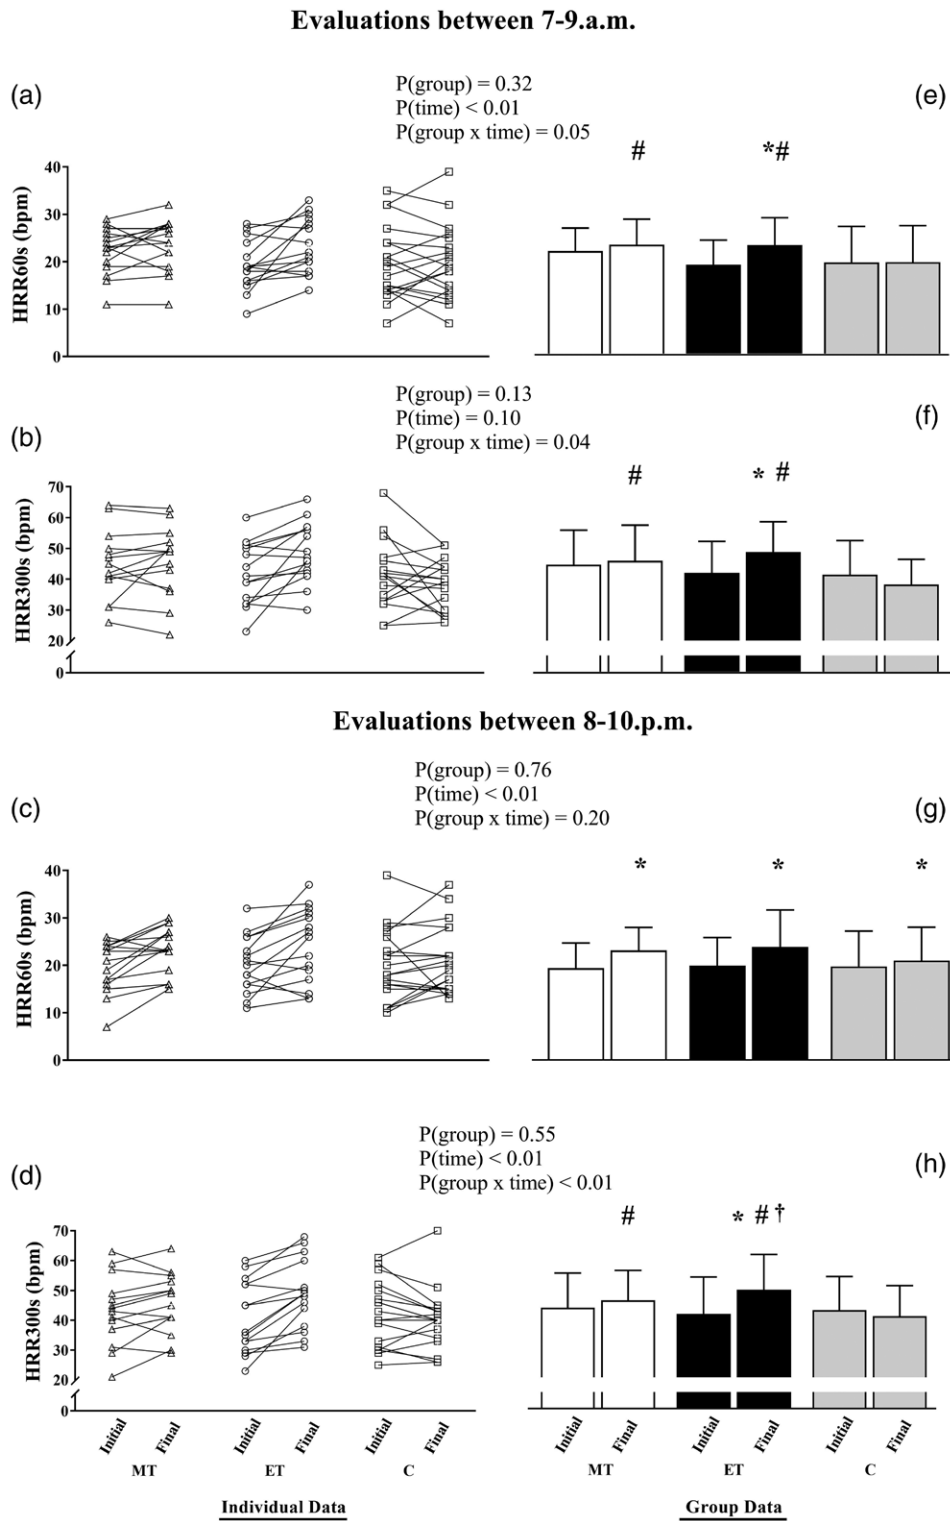 Evaluations between 7-9.a.m.
(a)
P(group) = 0.32
P(time) < 0.01
P(group x time) = 0.05
(e)
HRR60s (bpm)
40
30
20
10
0
#
*#
(b)
P(group) = 0.13
P(time) = 0.10
P(group x time) = 0.04
(f)
HRR300s (bpm)
70
60
50
40
30
20
0
#
* #
Evaluations between 8-10.p.m.
(c)
P(group) = 0.76
P(time) < 0.01
P(group x time) = 0.20
(g)
HRR60s (bpm)
40
30
20
10
0
*
*
*
(d)
P(group) = 0.55
P(time) < 0.01
P(group x time) < 0.01
(h)
HRR300s (bpm)
70
60
50
40
30
20
0
#
* # †
Initial Final Initial Final Initial Final Initial Final Initial Final Initial Final
MT ET C MT ET C
Individual Data Group Data